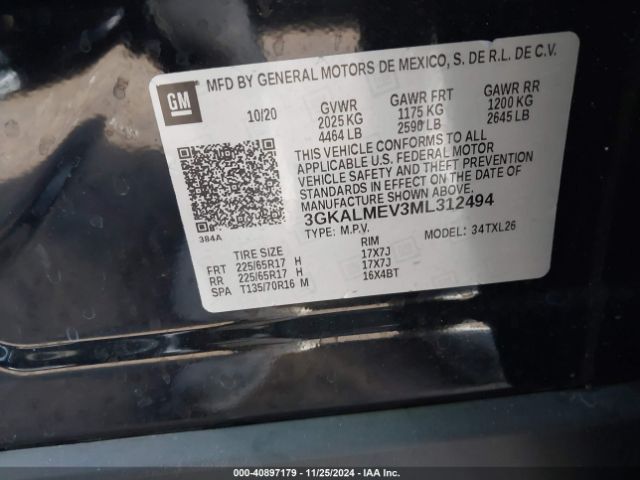 MFD BY GENERAL MOTORS DE MEXICO, S. DE R.L. DE C.V.
GM
10/20 GVWR GAWR FRT GAWR RR
2025 KG 1175 KG 1200 KG
4464 LB 2590 LB 2645 LB
THIS VEHICLE CONFORMS TO ALL
APPLICABLE U.S. FEDERAL MOTOR
VEHICLE SAFETY AND THEFT PREVENTION
STANDARDS IN EFFECT ON THE DATE OF
MANUFACTURE SHOWN ABOVE.
3GKALMEV3ML312494
384A
TYPE: M.P.V. MODEL: 34TXL26
TIRE SIZE RIM
FRT 225/65R17 H 17X7J
RR 225/65R17 H 17X7J
SPA T135/70R16 M 16X4BT
STOCK: 40897179 — 11/25/2024 — IAA Inc.